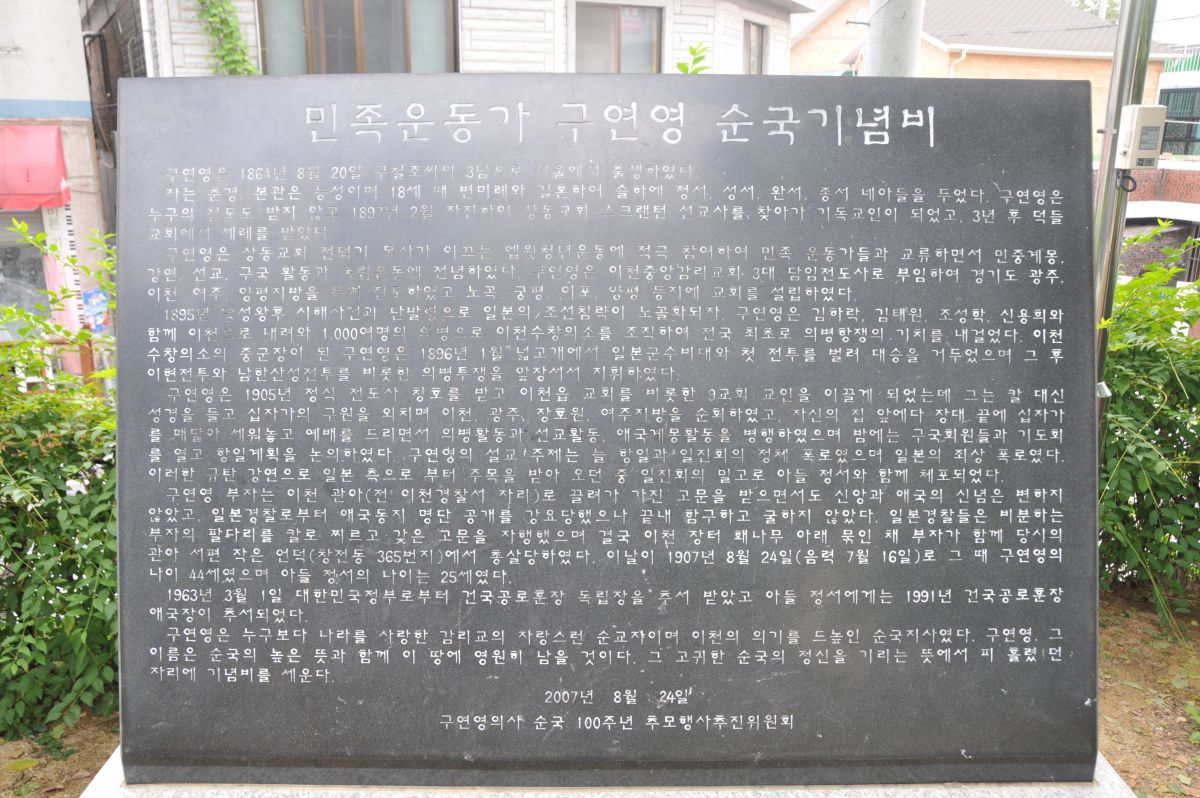 민족운동가 구연영 순국기념비
구연영은 1864년 8월 20일 구철조씨의 3남으로 서울에서 출생하였다.
자는 춘경, 본관은 능성이며 18세 때 변미례와 결혼하여 슬하에 정서, 성서, 완서, 종서 네아들을 두었다. 구연영은
누구의 전도도 받지 않고 1897년 2월 자진하여 상동교회 스크랜턴 선교사를 찾아가 기독교인이 되었고, 3년 후 덕들
교회에서 세례를 받았다.
구연영은 상동교회 전덕기 목사가 이끄는 엡윗청년운동에 적극 참여하여 민족 운동가들과 교류하면서 민중계몽,
강연, 선교, 구국 활동과 독립운동에 전념하였다. 구연영은 이천중앙감리교회 3대 담임전도사로 부임하여 경기도 광주,
이천, 여주, 양평지방을 돌며 전도하였고 노곡, 궁평, 이포, 양평 등지에 교회를 설립하였다.
1895년 명성왕후 시해사건과 단발령으로 일본의 조선침략이 노골화되자, 구연영은 김하락, 김태원, 조성학, 신용희와
함께 이천으로 내려와 1,000여명의 의병으로 이천수창의소를 조직하여 전국 최초로 의병항쟁의 기치를 내걸었다. 이천
수창의소의 중군장이 된 구연영은 1896년 1월 넓고개에서 일본군수비대와 첫 전투를 벌려 대승을 거두었으며 그 후
이현전투와 남한산성전투를 비롯한 의병투쟁을 앞장서서 지휘하였다.
구연영은 1905년 정식 전도사 칭호를 받고 이천읍 교회를 비롯한 9교회 교인을 이끌게 되었는데 그는 칼 대신
성경을 들고 십자가의 구원을 외치며 이천, 광주, 장호원, 여주지방을 순회하였고, 자신의 집 앞에다 장대 끝에 십자가
를 매달아 세워놓고 예배를 드리면서 의병활동과 선교활동, 애국계몽활동을 병행하였으며 밤에는 구국회원들과 기도회
를 열고 항일계획을 논의하였다. 구연영의 설교 주제는 늘 항일과 일진회의 정체 폭로였으며 일본의 죄상 폭로였다.
이러한 규탄 강연으로 일본 측으로 부터 주목을 받아 오던 중 일진회의 밀고로 아들 정서와 함께 체포되었다.
구연영 부자는 이천 관아(전 이천경찰서 자리)로 끌려가 가진 고문을 받으면서도 신앙과 애국의 신념은 변하지
않았고, 일본경찰로부터 애국동지 명단 공개를 강요당했으나 끝내 함구하고 굴하지 않았다. 일본경찰들은 비분하는
부자의 팔다리를 칼로 찌르고 갖은 고문을 자행했으며 결국 이천 장터 홰나무 아래 묶인 채 부자가 함께 당시의
관아 서편 작은 언덕(창전동 365번지)에서 총살당하였다. 이날이 1907년 8월 24일(음력 7월 16일)로 그 때 구연영의
나이 44세였으며 아들 정서의 나이는 25세였다.
1963년 3월 1일 대한민국정부로부터 건국공로훈장 독립장을 추서 받았고 아들 정서에게는 1991년 건국공로훈장
애국장이 추서되었다.
구연영은 누구보다 나라를 사랑한 감리교의 자랑스런 순교자이며 이천의 의기를 드높인 순국지사였다. 구연영, 그
이름은 순국의 높은 뜻과 함께 이 땅에 영원히 남을 것이다. 그 고귀한 순국의 정신을 기리는 뜻에서 피 흘렸던
자리에 기념비를 세운다.
2007년 8월 24일
구연영의사 순국 100주년 추모행사추진위원회